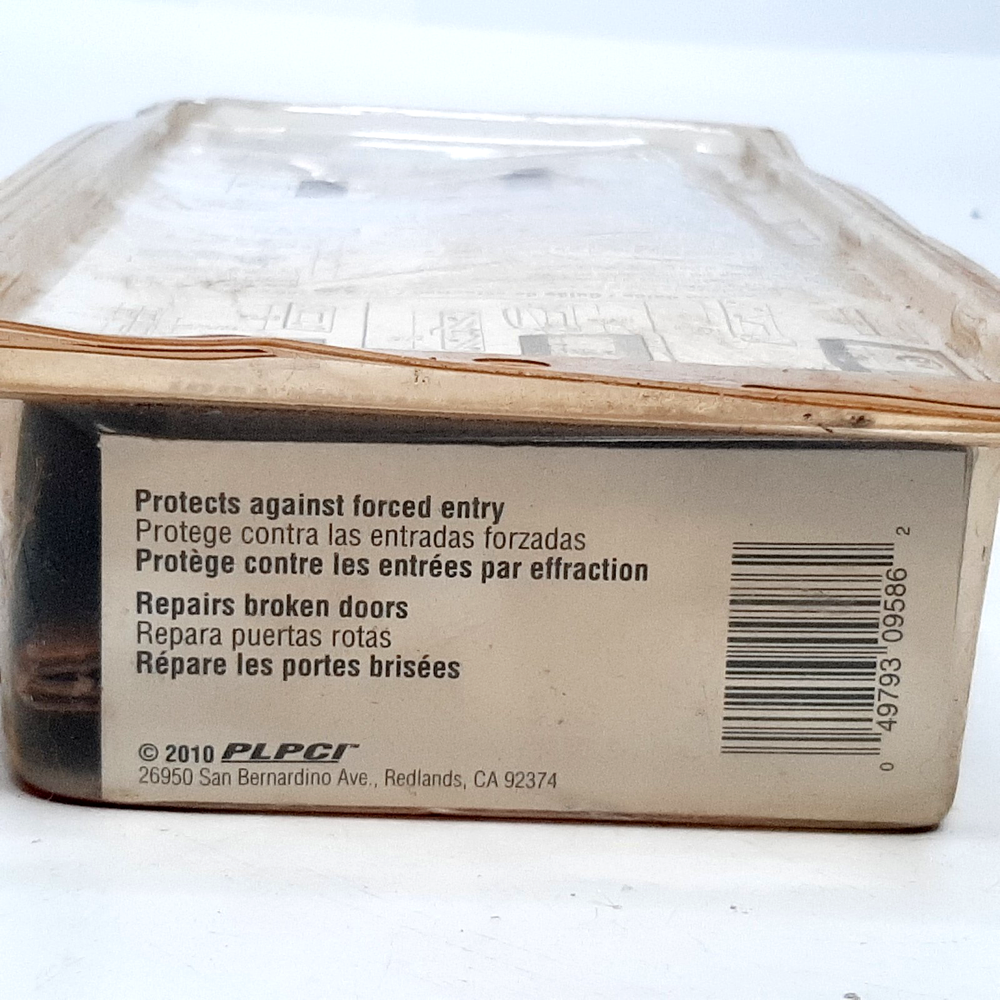 Protects against forced entry
Protege contra las entradas forzadas
Protège contre les entrées par effraction
Repairs broken doors
Repara puertas rotas
Répare les portes brisées
© 2010 PLPCI™
26950 San Bernardino Ave., Redlands, CA 92374
0 49793 09586 2